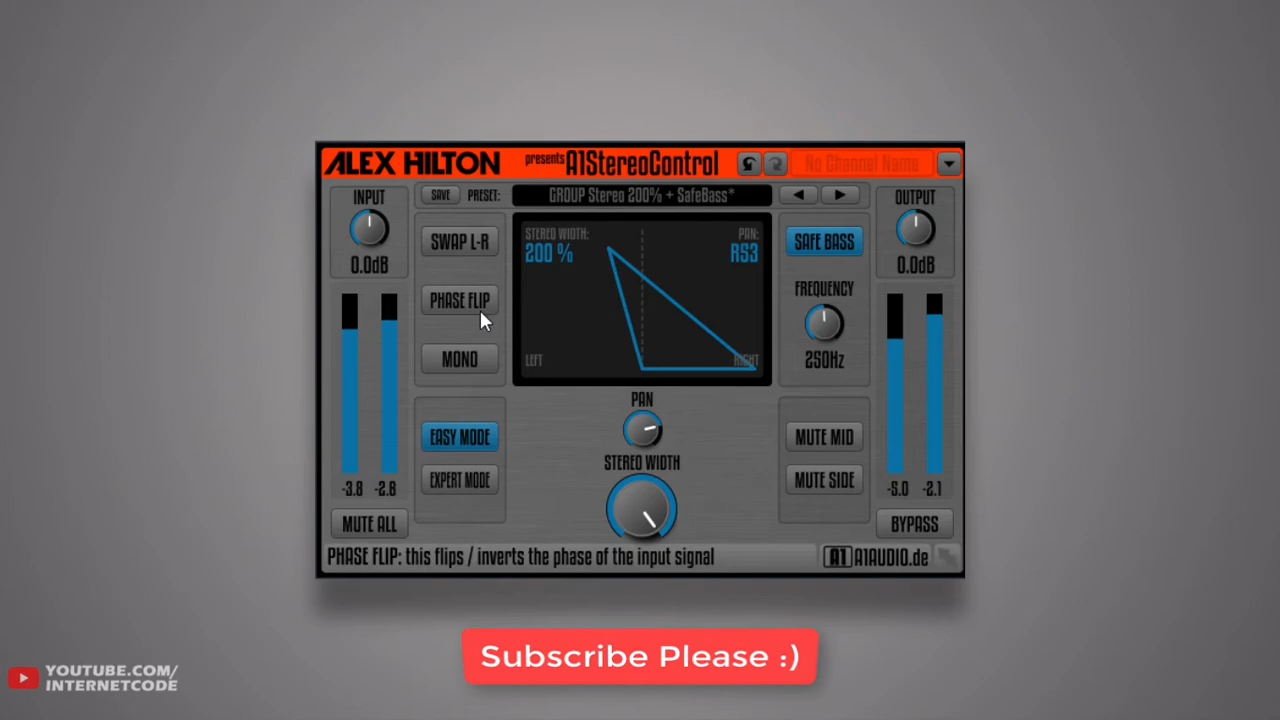 ALEX HILTON presents A1StereoControl No Channel Name
INPUT
0.0dB
SAVE PRESET: GROUP Stereo 200% + SafeBass*
OUTPUT
0.0dB
SWAP L-R
PHASE FLIP
MONO
STEREO WIDTH:
200 %
PAN:
R53
LEFT
RIGHT
SAFE BASS
FREQUENCY
250Hz
PAN
STEREO WIDTH
EASY MODE
EXPERT MODE
MUTE MID
MUTE SIDE
-3.8 -2.8
MUTE ALL
-5.0 -2.1
BYPASS
PHASE FLIP: this flips / inverts the phase of the input signal
A1 A1AUDIO.de
Subscribe Please :)
YOUTUBE.COM/
INTERNETCODE